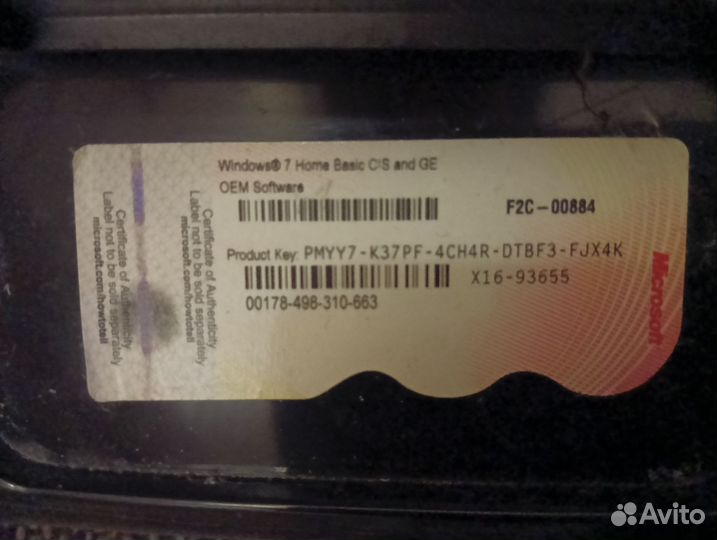 Windows® 7 Home Basic CIS and GE
OEM Software
F2C-00884
Product Key: PMYY7-K37PF-4CH4R-DTBF3-FJX4K
X16-93655
00178-498-310-663
Certificate of Authenticity
Label not to be sold separately
microsoft.com/howtotell
Certificate of Authenticity
Label not to be sold separately
microsoft.com/howtotell
Microsoft
Avito